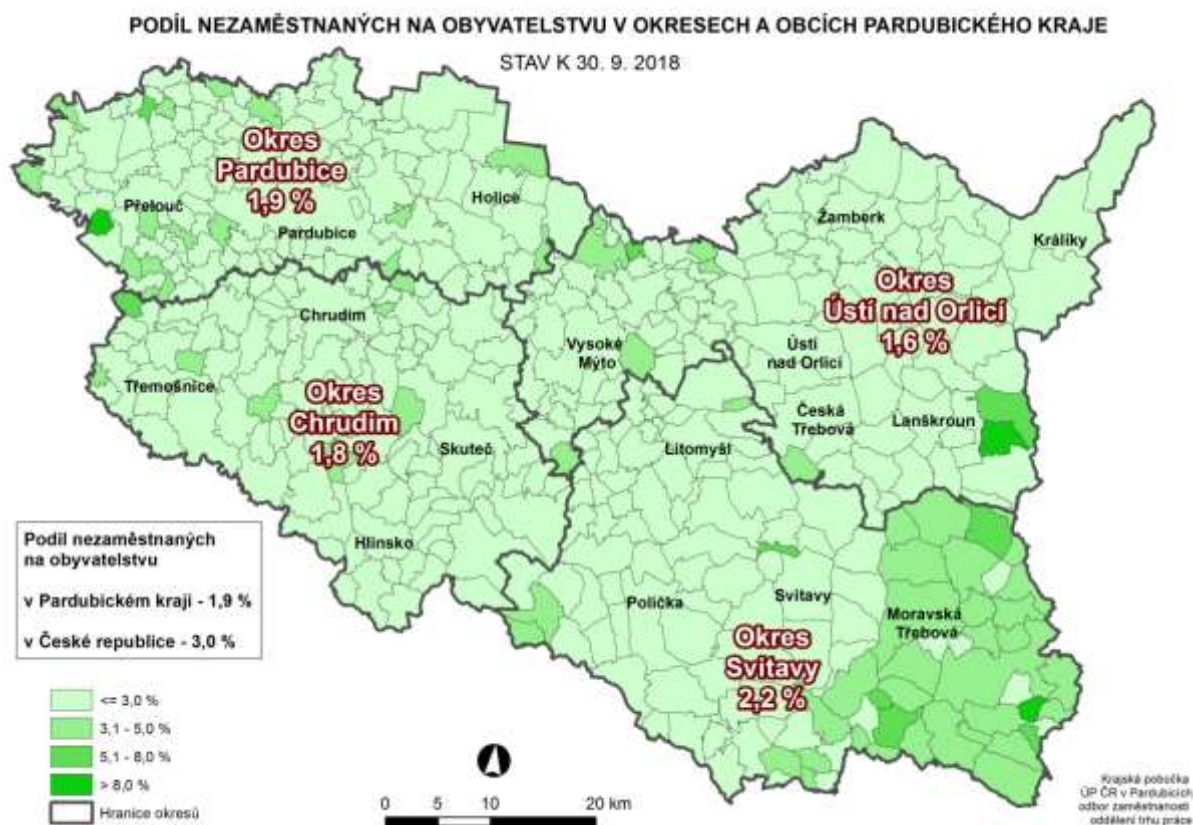 PODÍL NEZAMĚSTNANÝCH NA OBYVATELSTVU V OKRESECH A OBCÍCH PARDUBICKÉHO KRAJE
STAV K 30. 9. 2018
Okres
Pardubice
1,9 %
Přelouč
Pardubice
Holice
Žamberk
Králíky
Okres
Ústí nad Orlicí
1,6 %
Chrudim
Vysoké
Mýto
Ústí
nad Orlicí
Třemošnice
Okres
Chrudim
1,8 %
Skuteč
Litomyšl
Česká
Třebová
Lanškroun
Hlinsko
Podíl nezaměstnaných
na obyvatelstvu
v Pardubickém kraji - 1,9 %
v České republice - 3,0 %
Polička
Svitavy
Moravská
Třebová
Okres
Svitavy
2,2 %
<= 3,0 %
3,1 - 5,0 %
5,1 - 8,0 %
> 8,0 %
Hranice okresů
0 5 10 20 km
Krajská pobočka
ÚP ČR v Pardubicích
odbor zaměstnanosti
oddělení trhu práce